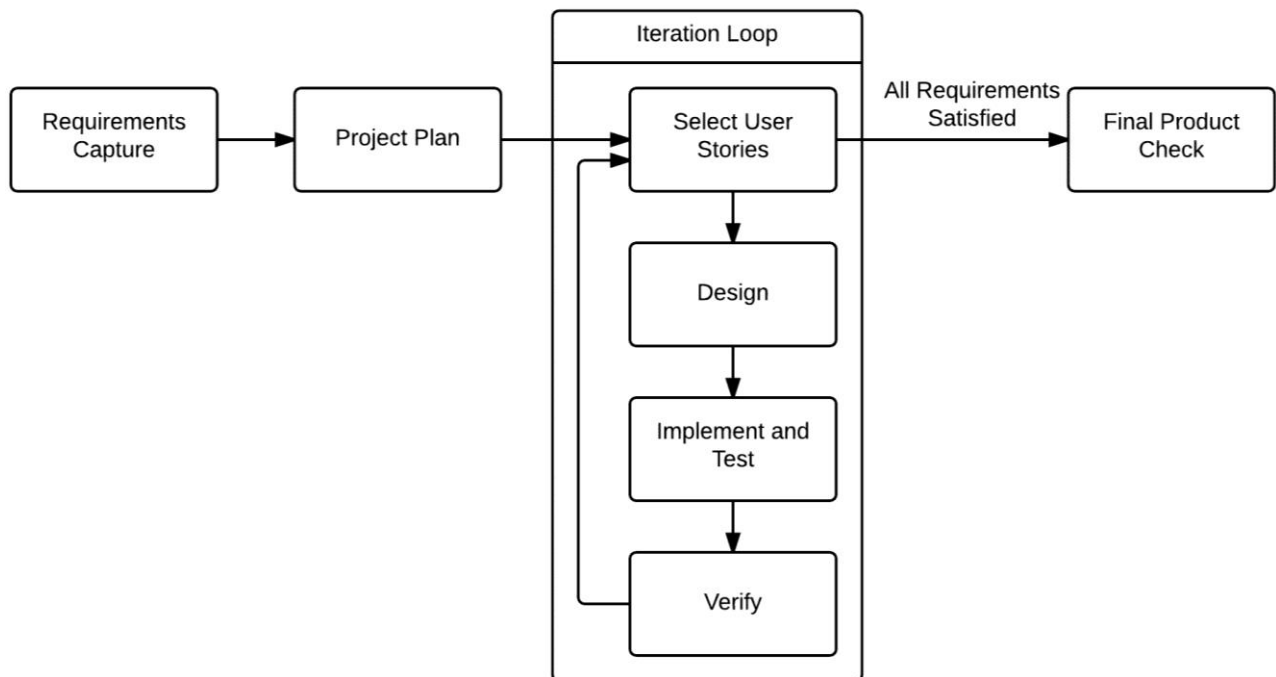 Iteration Loop
Requirements
Capture
Project Plan
Select User
Stories
All Requirements
Satisfied
Final Product
Check
Design
Implement and
Test
Verify